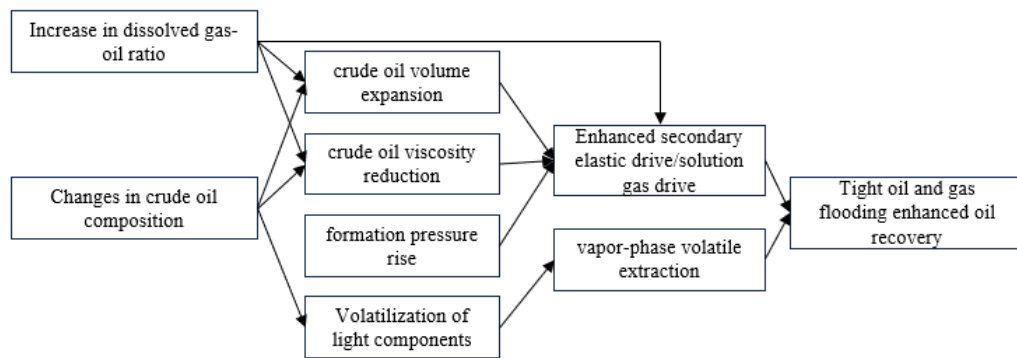 Increase in dissolved gas-
oil ratio
Changes in crude oil
composition
crude oil volume
expansion
crude oil viscosity
reduction
formation pressure
rise
Volatilization of
light components
Enhanced secondary
elastic drive/solution
gas drive
vapor-phase volatile
extraction
Tight oil and gas
flooding enhanced oil
recovery